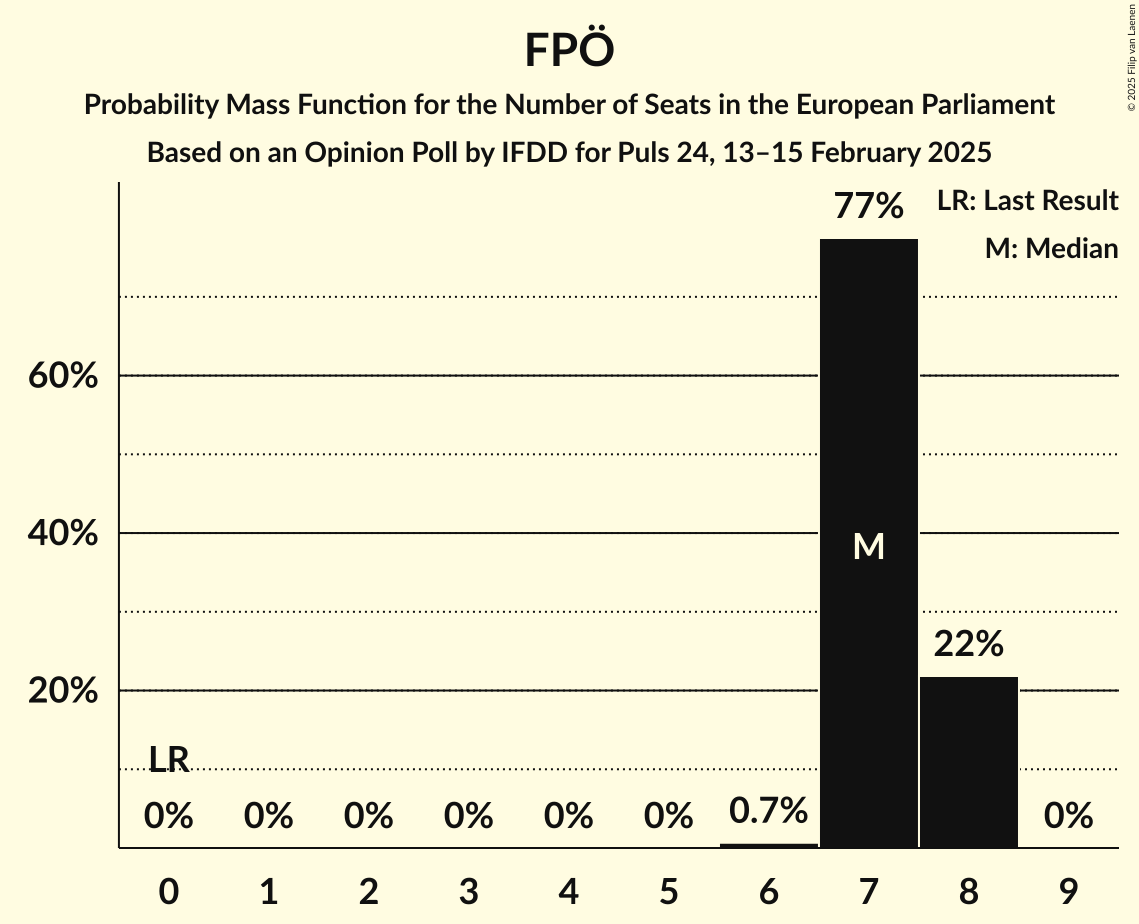 FPÖ
Probability Mass Function for the Number of Seats in the European Parliament
Based on an Opinion Poll by IFDD for Puls 24, 13–15 February 2025
© 2025 Filip van Laenen
LR: Last Result
M: Median
77%
60%
40%
M
22%
20%
LR
0% 0% 0% 0% 0% 0% 0.7% 0%
0 1 2 3 4 5 6 7 8 9